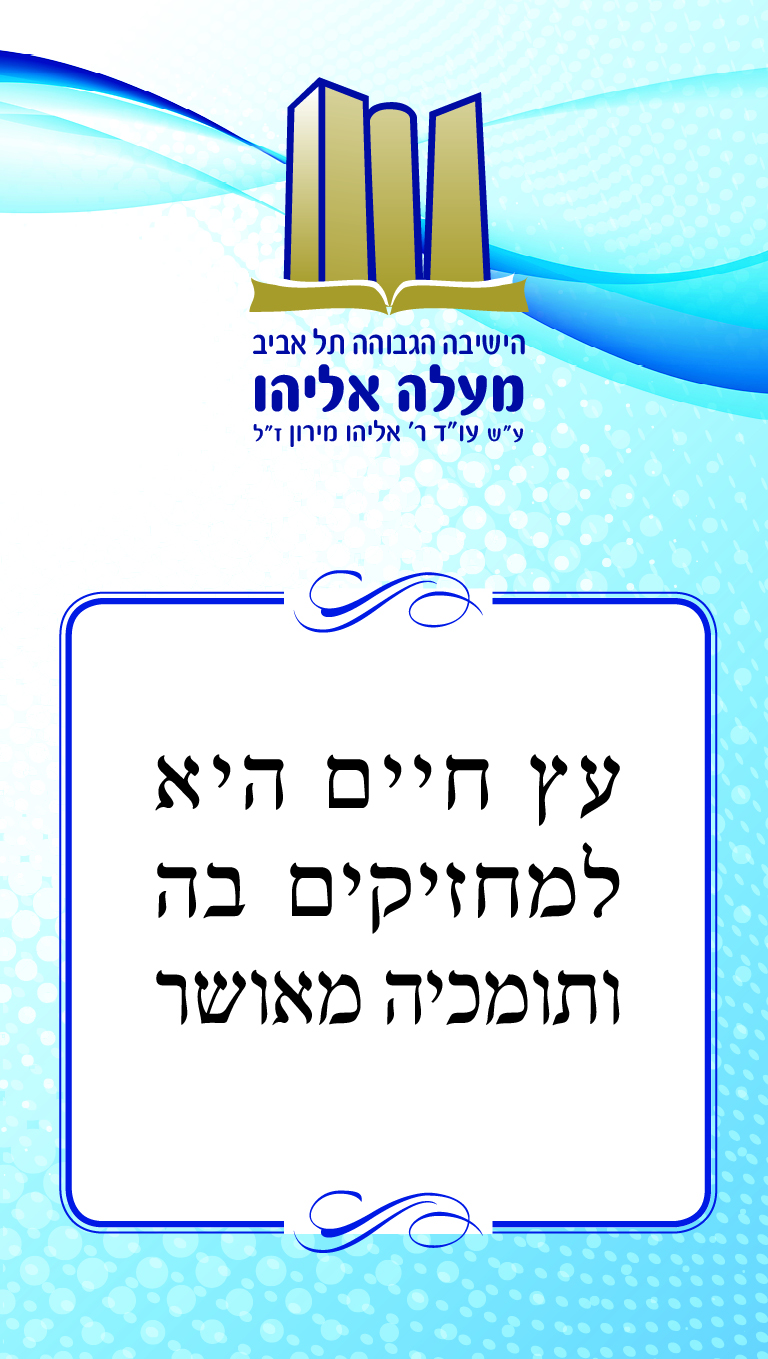 הישיבה הגבוהה תל אביב
מעלה אליהו
ע"ש עו"ד ר' אליהו מירון ז"ל
עץ חיים היא
למחזיקים בה
ותומכיה מאושר